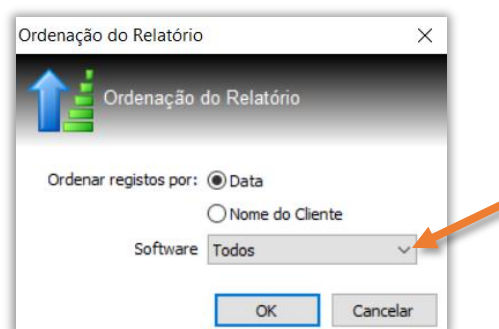 Ordenação do Relatório
Ordenação do Relatório
Ordenar registos por: Data
Nome do Cliente
Software Todos
OK Cancelar